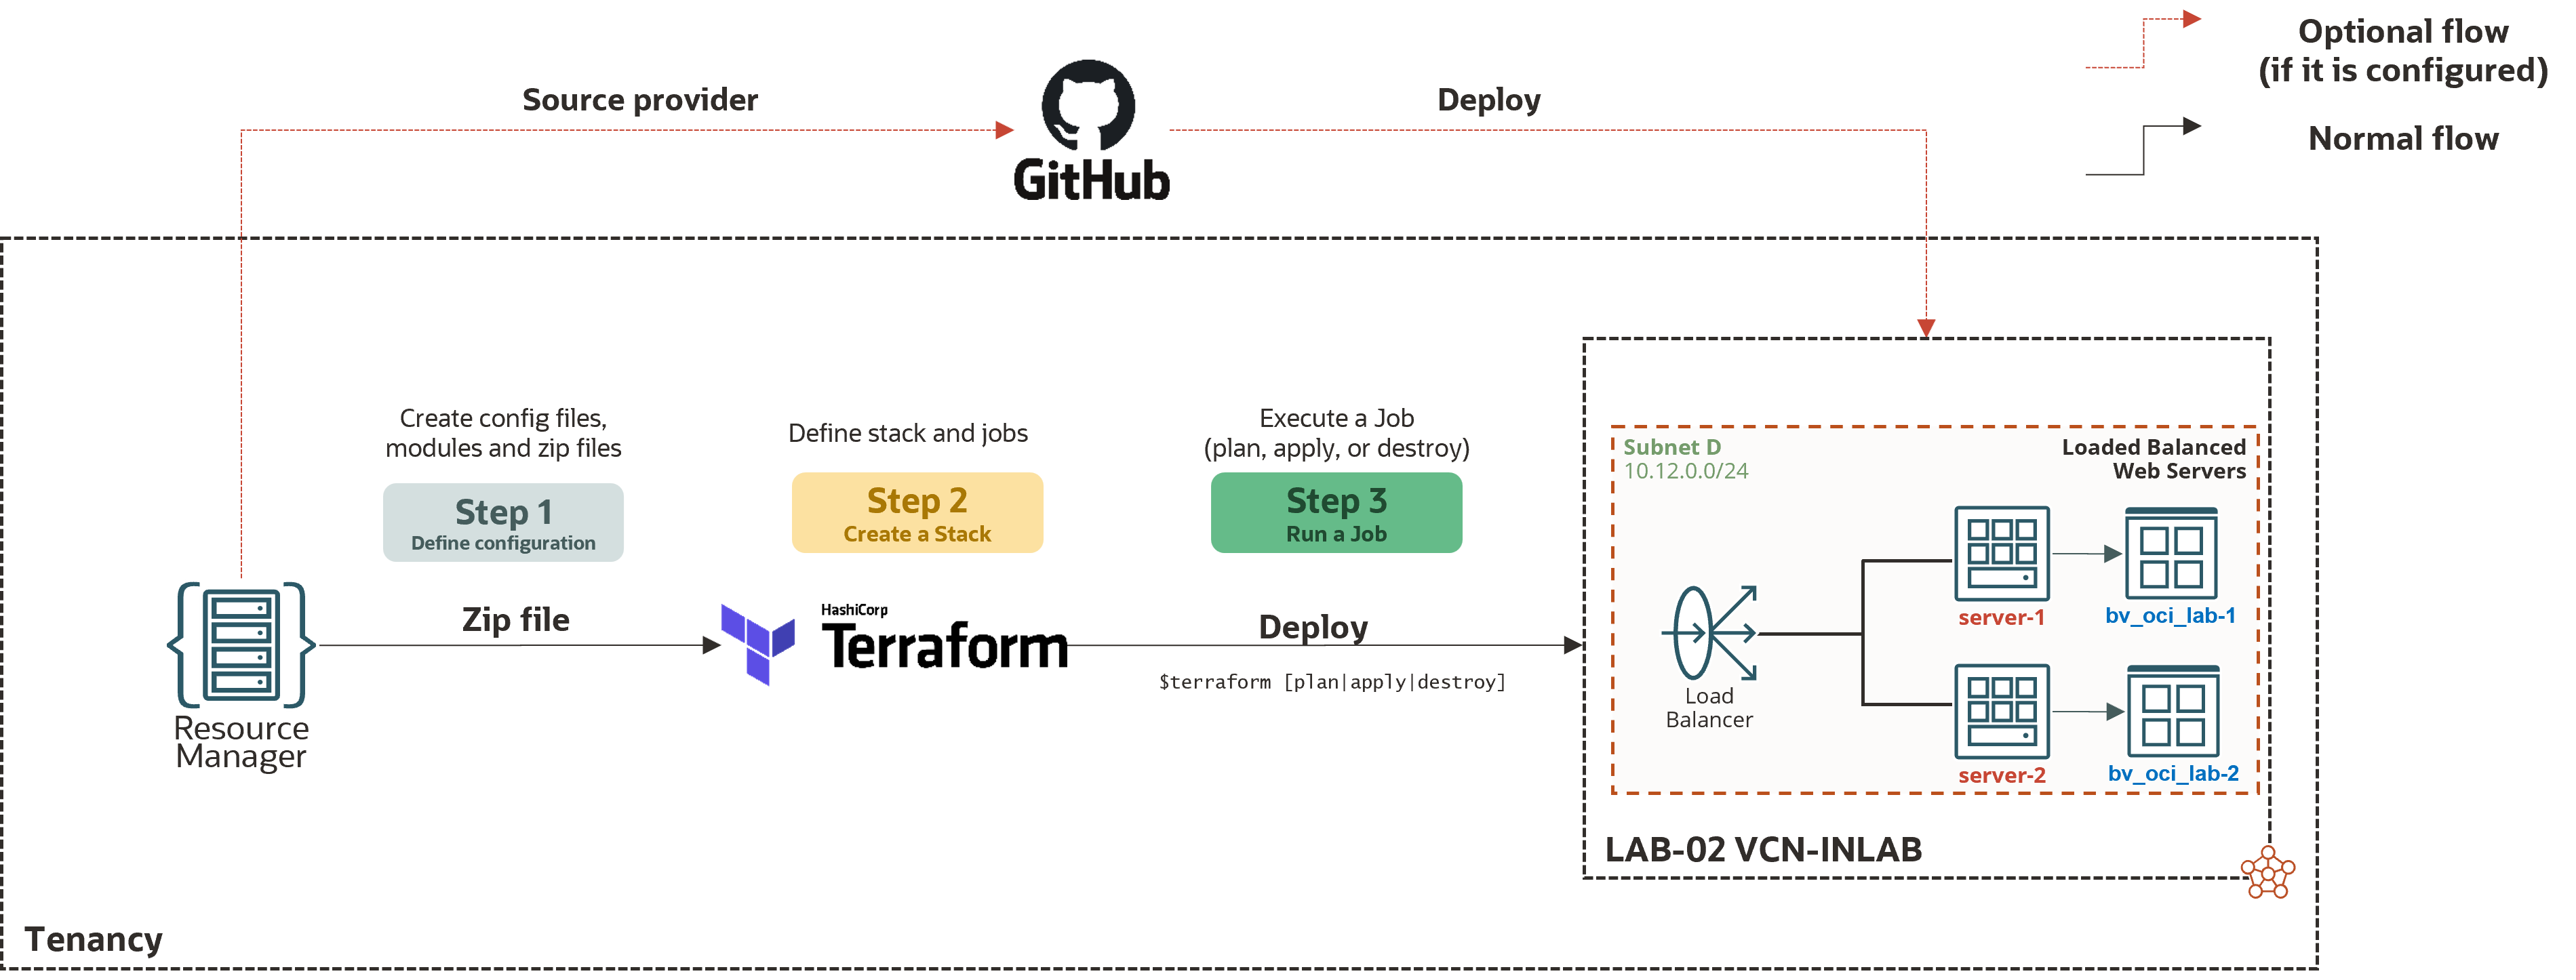 Optional flow
(if it is configured)
Normal flow
Source provider
Deploy
GitHub
Create config files,
modules and zip files
Step 1
Define configuration
Define stack and jobs
Step 2
Create a Stack
Execute a Job
(plan, apply, or destroy)
Step 3
Run a Job
Resource
Manager
Zip file
HashiCorp
Terraform
Deploy
$terraform [plan|apply|destroy]
Subnet D
10.12.0.0/24
Loaded Balanced
Web Servers
Load
Balancer
server-1
bv_oci_lab-1
server-2
bv_oci_lab-2
LAB-02 VCN-INLAB
Tenancy